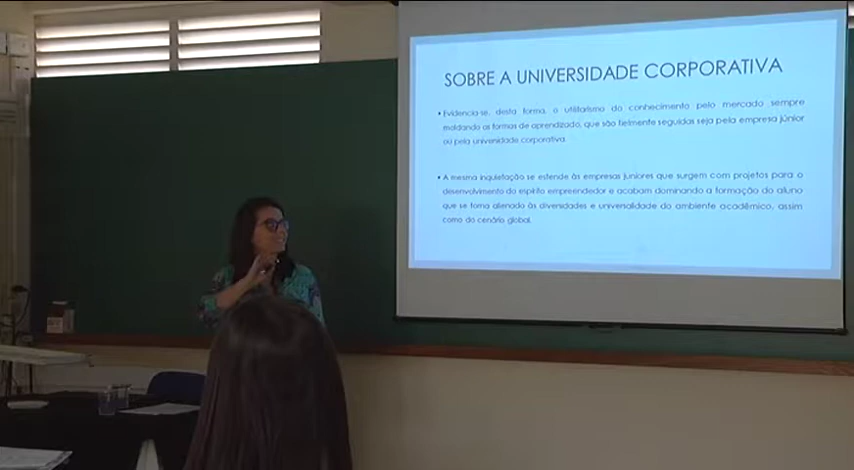 SOBRE A UNIVERSIDADE CORPORATIVA
• Evidencia-se, desta forma, o utilitarismo do conhecimento pelo mercado sempre
moldando as formas de aprendizado, que são fielmente seguidas seja pela empresa júnior
ou pela universidade corporativa.
• A mesma inquietação se estende às empresas juniores que surgem com projetos para o
desenvolvimento do espírito empreendedor e acabam dominando a formação do aluno
que se torna alienado às diversidades e universalidade do ambiente acadêmico, assim
como do cenário global.